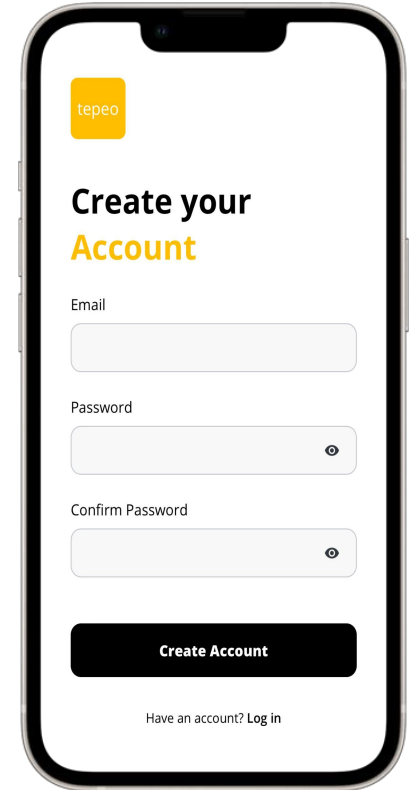 tepeo
Create your
Account
Email
Password
Confirm Password
Create Account
Have an account? Log in